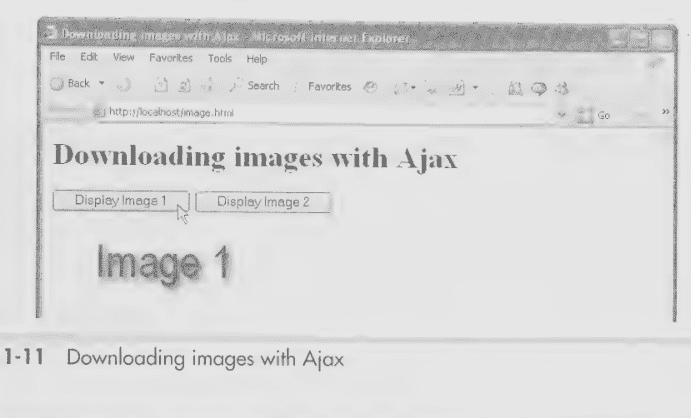 Downloading images with Ajax - Microsoft Internet Explorer
File Edit View Favorites Tools Help
Back Search Favorites
http://localhost/image.html Go »
Downloading images with Ajax
Display Image 1 Display Image 2
Image 1
1-11 Downloading images with Ajax